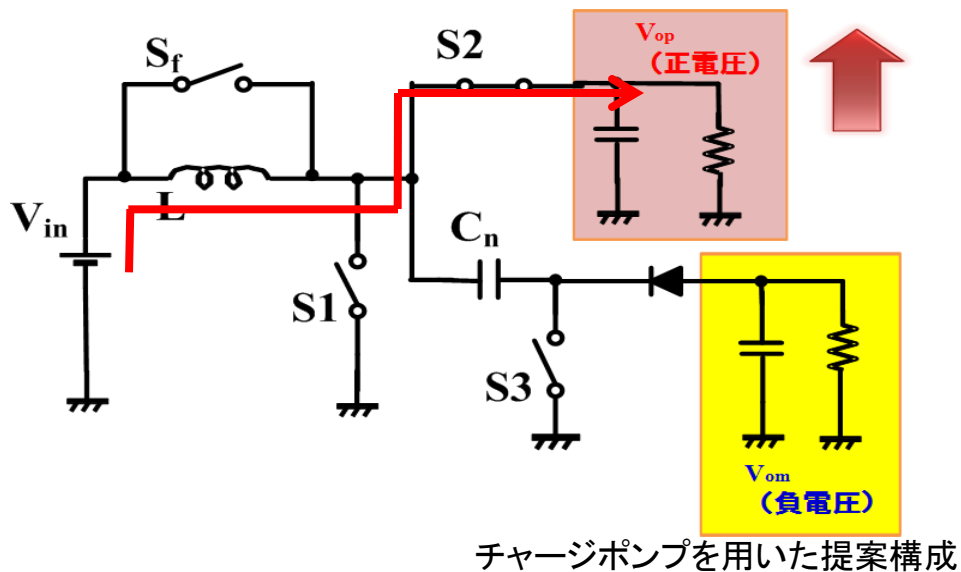 Sf
S2
Vop
(正電圧)
L
Vin
Cn
S1
S3
Vom
(負電圧)
チャージポンプを用いた提案構成